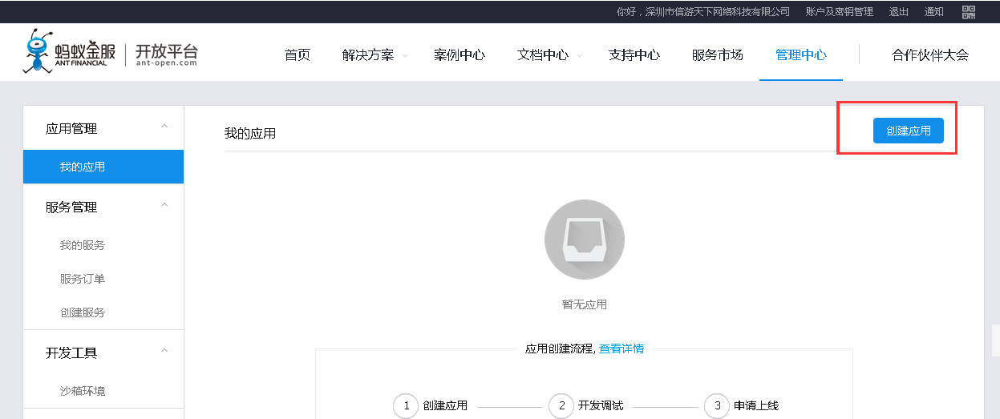 你好，深圳市信游天下网络科技有限公司 账户及密钥管理 退出 通知
蚂蚁金服 开放平台
ANT FINANCIAL ant-open.com
首页 解决方案 案例中心 文档中心 支持中心 服务市场 管理中心 合作伙伴大会
应用管理
我的应用
服务管理
我的服务
服务订单
创建服务
开发工具
沙箱环境
我的应用 创建应用
暂无应用
应用创建流程, 查看详情
1 创建应用 2 开发调试 3 申请上线